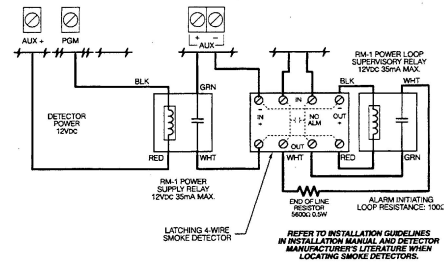 AUX +
PGM
+ −
AUX
RM-1 POWER LOOP
SUPERVISORY RELAY
12VDC 35mA MAX.
BLK
GRN
BLK
WHT
DETECTOR
POWER
12VDC
−
IN
+
IN
NO
ALM
−
OUT
+
OUT
RED
WHT
WHT
RED
GRN
RM-1 POWER
SUPPLY RELAY
12VDC 35mA MAX.
END OF LINE
RESISTOR
5600Ω 0.5W
ALARM INITIATING
LOOP RESISTANCE: 100Ω
LATCHING 4-WIRE
SMOKE DETECTOR
REFER TO INSTALLATION GUIDELINES
IN INSTALLATION MANUAL AND DETECTOR
MANUFACTURER'S LITERATURE WHEN
LOCATING SMOKE DETECTORS.